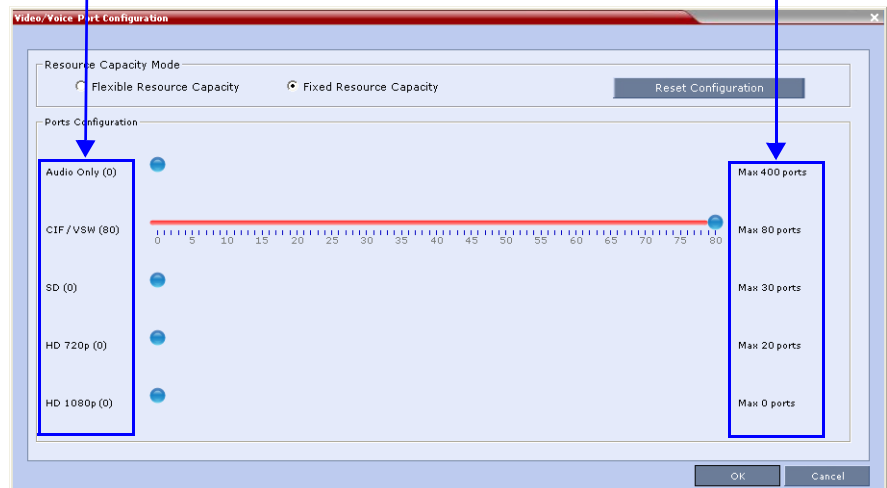 Video/Voice Port Configuration
Resource Capacity Mode
Flexible Resource Capacity
Fixed Resource Capacity
Reset Configuration
Ports Configuration
Audio Only (0)
Max 400 ports
CIF/VSW (80)
0 5 10 15 20 25 30 35 40 45 50 55 60 65 70 75 80
Max 80 ports
SD (0)
Max 30 ports
HD 720p (0)
Max 20 ports
HD 1080p (0)
Max 0 ports
OK
Cancel